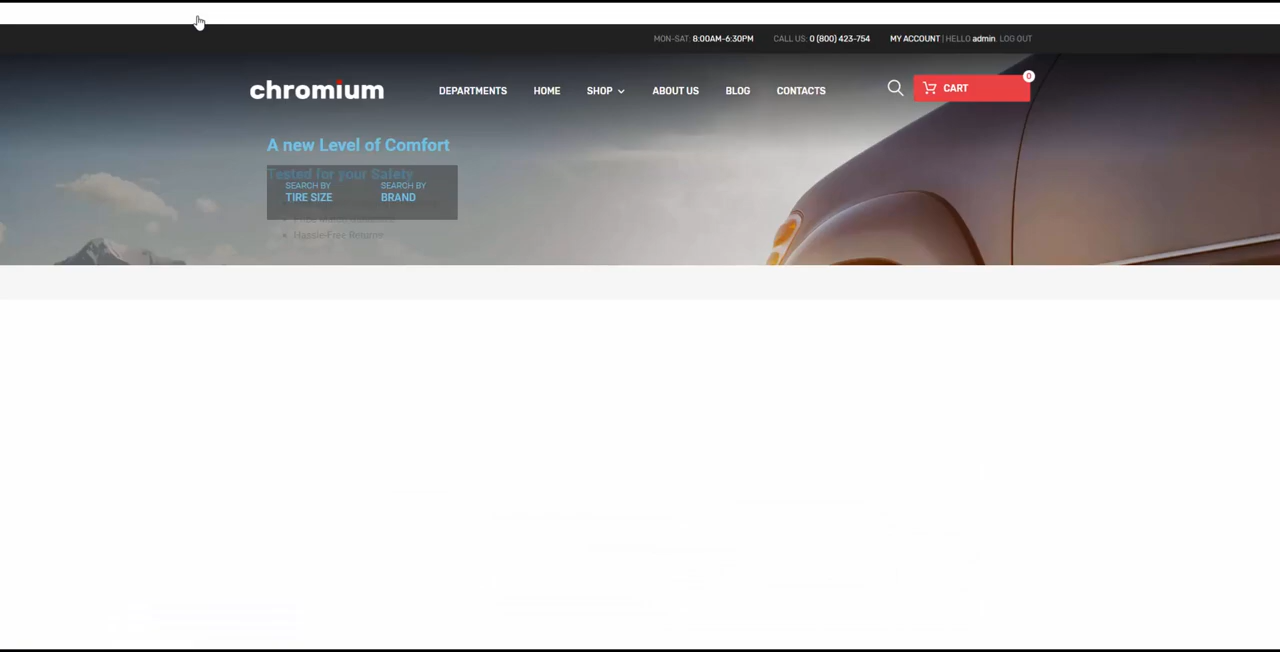 MON-SAT: 8:00AM-6:30PM CALL US: 0 (800) 423-754 MY ACCOUNT | HELLO admin LOG OUT
chromium DEPARTMENTS HOME SHOP ABOUT US BLOG CONTACTS CART 0
A new Level of Comfort
Tested for your Safety
SEARCH BY SEARCH BY
TIRE SIZE BRAND
Hassle-Free Returns